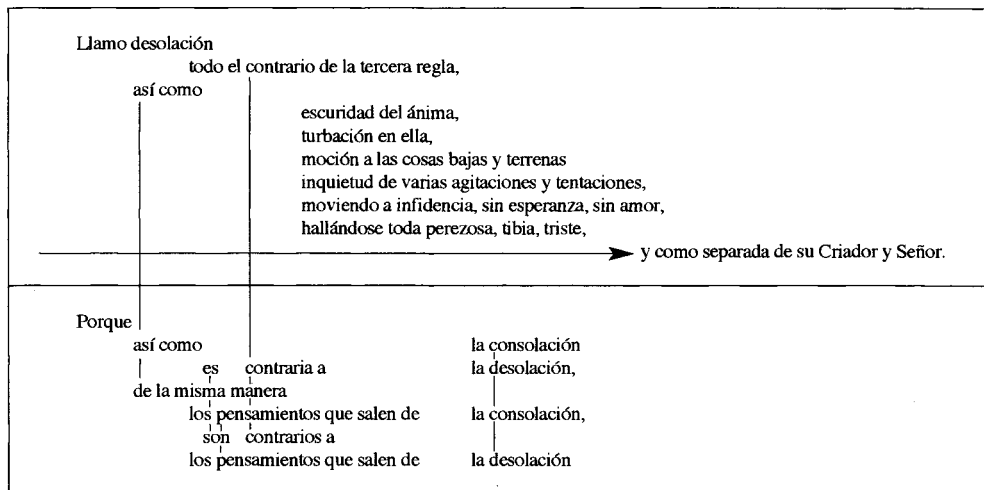 Llamo desolación
todo el contrario de la tercera regla,
así como
escuridad del ánima,
turbación en ella,
moción a las cosas bajas y terrenas
inquietud de varias agitaciones y tentaciones,
moviendo a infidencia, sin esperanza, sin amor,
hallándose toda perezosa, tibia, triste,
y como separada de su Criador y Señor.
Porque
así como la consolación
es contraria a la desolación,
de la misma manera
los pensamientos que salen de la consolación,
son contrarios a
los pensamientos que salen de la desolación